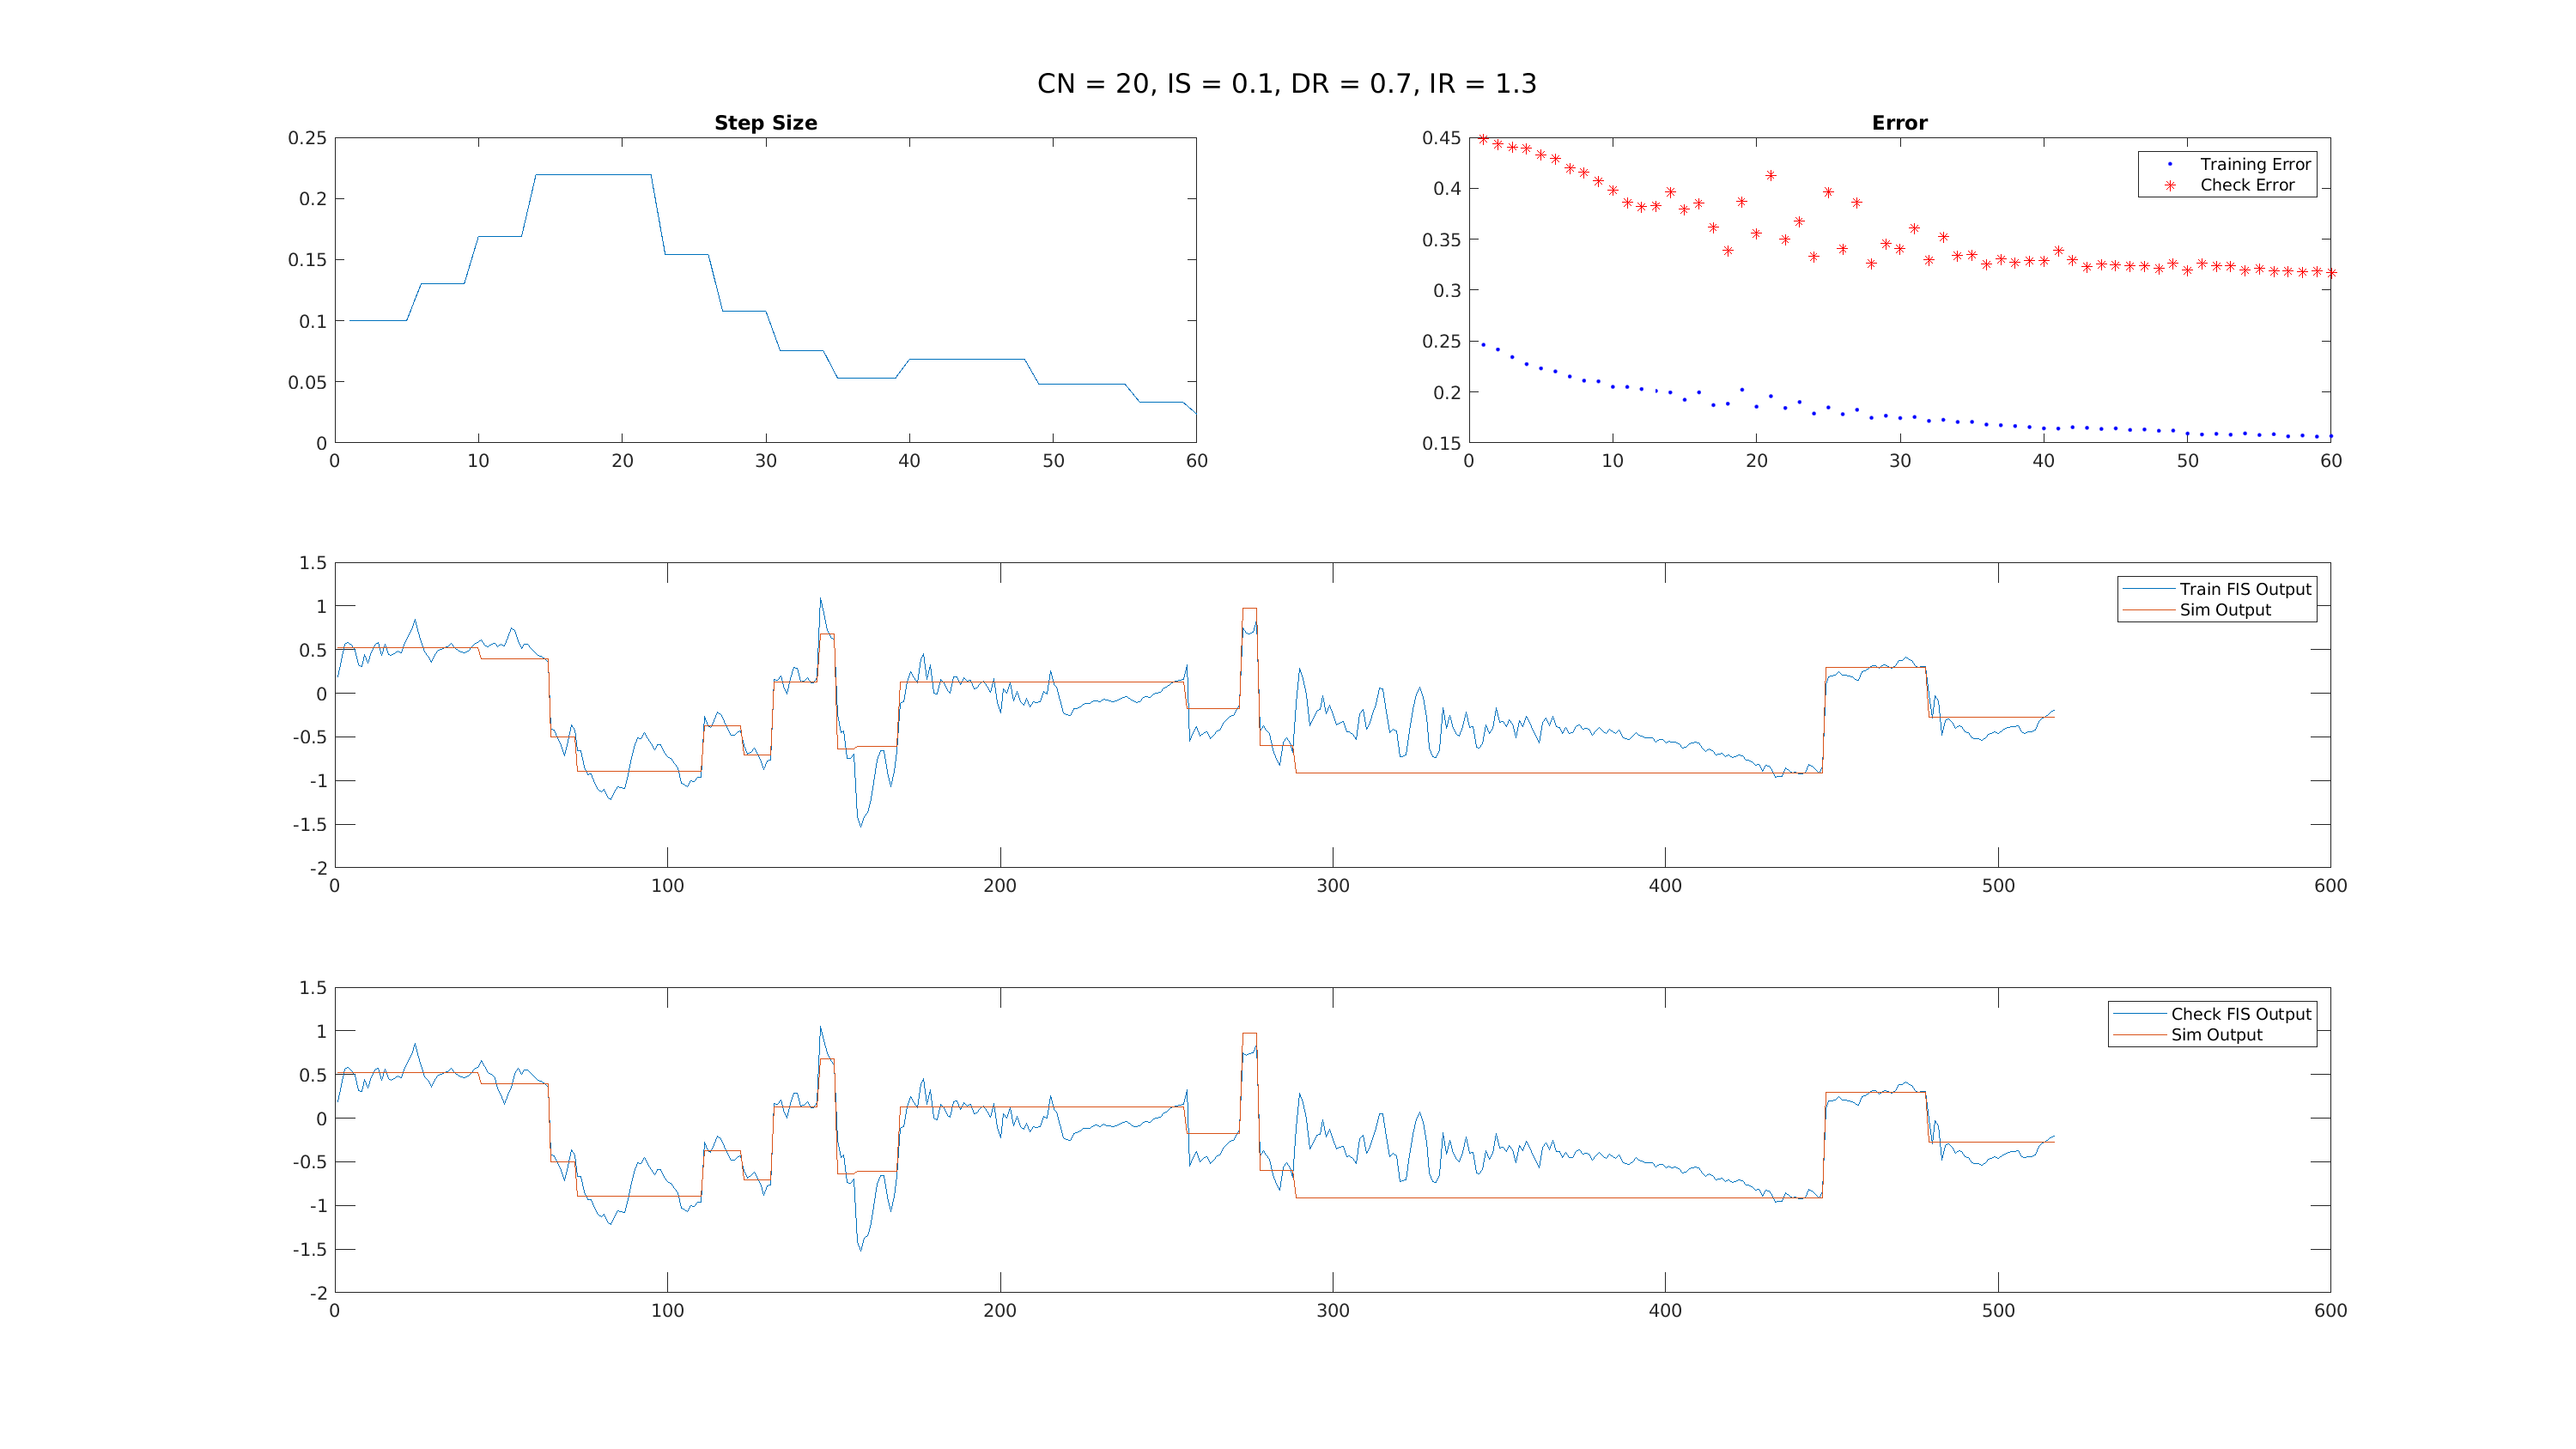 CN = 20, IS = 0.1, DR = 0.7, IR = 1.3
Step Size
0.25
0.2
0.15
0.1
0.05
0
0 10 20 30 40 50 60
Error
0.45
0.4
0.35
0.3
0.25
0.2
0.15
0 10 20 30 40 50 60
Training Error
Check Error
1.5
1
0.5
0
-0.5
-1
-1.5
-2
0 100 200 300 400 500 600
Train FIS Output
Sim Output
1.5
1
0.5
0
-0.5
-1
-1.5
-2
0 100 200 300 400 500 600
Check FIS Output
Sim Output